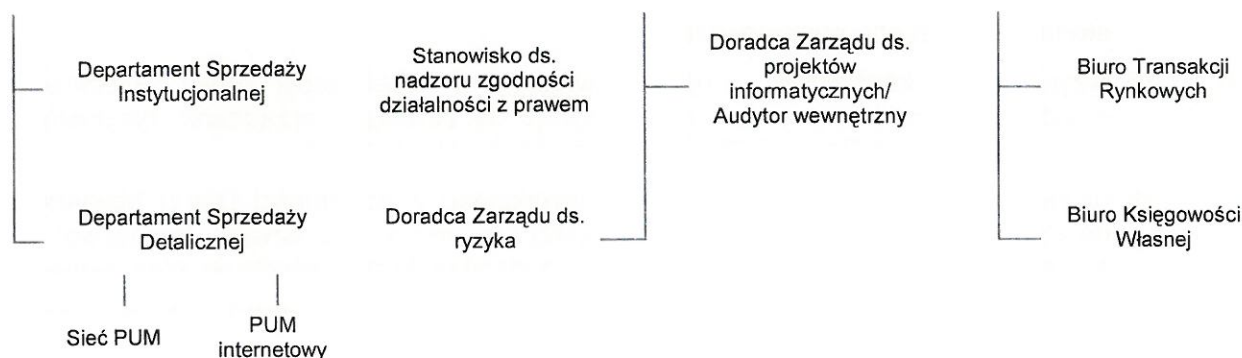 Departament Sprzedaży
Instytucjonalnej
Stanowisko ds.
nadzoru zgodności
działalności z prawem
Doradca Zarządu ds.
projektów
informatycznych/
Audytor wewnętrzny
Biuro Transakcji
Rynkowych
Departament Sprzedaży
Detalicznej
Doradca Zarządu ds.
ryzyka
Biuro Księgowości
Własnej
Sieć PUM
PUM
internetowy